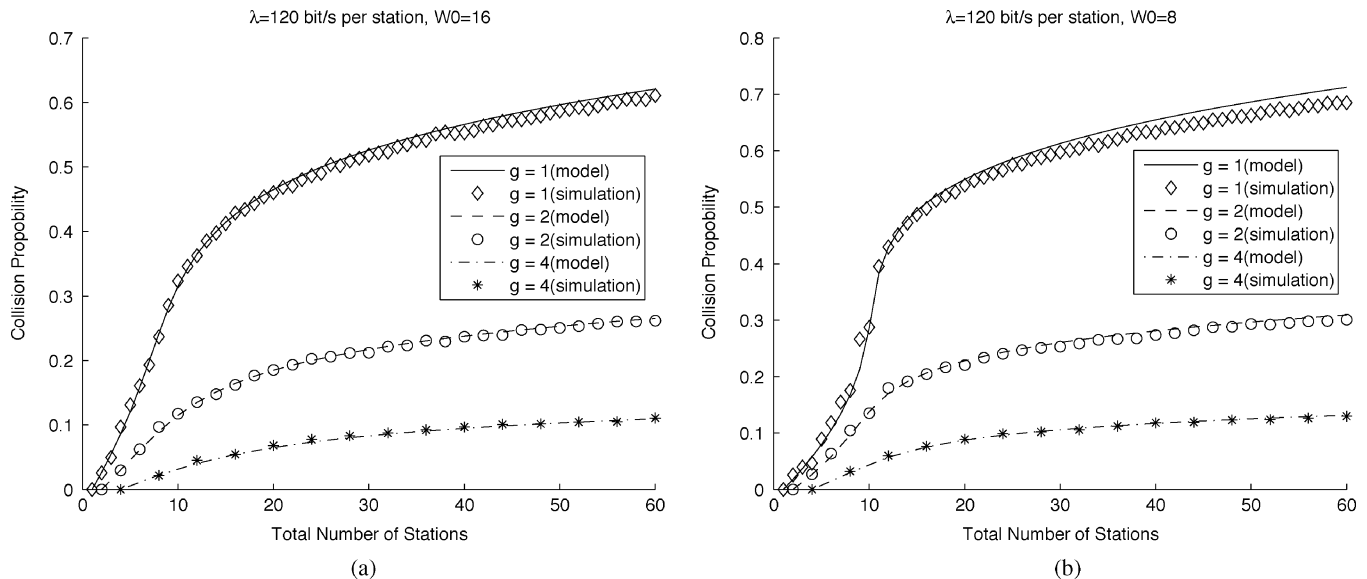 λ=120 bit/s per station, W0=16
0.7
0.6
0.5
0.4
0.3
0.2
0.1
0
Collision Propobility
g = 1(model)
g = 1(simulation)
g = 2(model)
g = 2(simulation)
g = 4(model)
g = 4(simulation)
0 10 20 30 40 50 60
Total Number of Stations
(a)
λ=120 bit/s per station, W0=8
0.8
0.7
0.6
0.5
0.4
0.3
0.2
0.1
0
Collision Propobility
g = 1(model)
g = 1(simulation)
g = 2(model)
g = 2(simulation)
g = 4(model)
g = 4(simulation)
0 10 20 30 40 50 60
Total Number of Stations
(b)